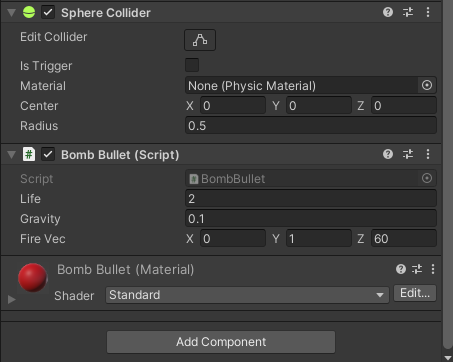 Sphere Collider
Edit Collider
Is Trigger
Material None (Physic Material)
Center X 0 Y 0 Z 0
Radius 0.5
# Bomb Bullet (Script)
Script # BombBullet
Life 2
Gravity 0.1
Fire Vec X 0 Y 1 Z 60
Bomb Bullet (Material)
Shader Standard Edit...
Add Component